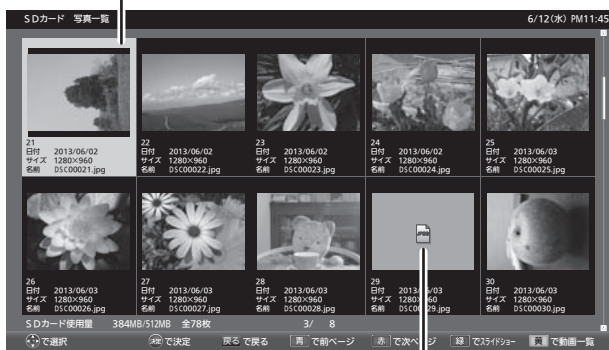 SDカード 写真一覧 6/12(水) PM11:45
21 22 23 24 25
日付 2013/06/02 日付 2013/06/02 日付 2013/06/02 日付 2013/06/02 日付 2013/06/03
サイズ 1280×960 サイズ 1280×960 サイズ 1280×960 サイズ 1280×960 サイズ 1280×960
名前 DSC00021.jpg 名前 DSC00022.jpg 名前 DSC00023.jpg 名前 DSC00024.jpg 名前 DSC00025.jpg
26 27 28 29 30
日付 2013/06/03 日付 2013/06/03 日付 2013/06/03 日付 2013/06/03 日付 2013/06/03
サイズ 1280×960 サイズ 1280×960 サイズ 1280×960 サイズ 1280×960 サイズ 1280×960
名前 DSC00026.jpg 名前 DSC00027.jpg 名前 DSC00028.jpg 名前 DSC00029.jpg 名前 DSC00030.jpg
SDカード使用量 384MB/512MB 全78枚 3/ 8
で選択 決定 で決定 戻る で戻る 青 で前ページ 赤 で次ページ 緑 でスライドショー 黄 で動画一覧